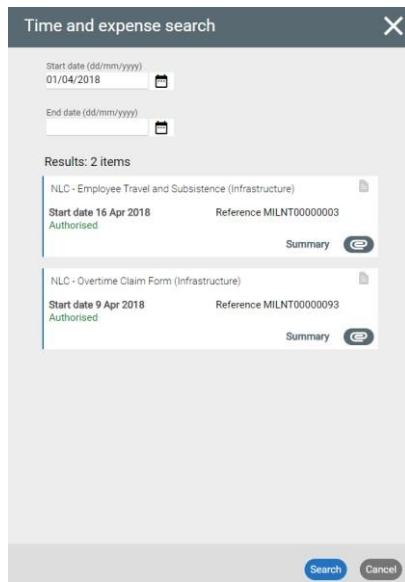 Time and expense search
Start date (dd/mm/yyyy)
01/04/2018
End date (dd/mm/yyyy)
Results: 2 items
NLC - Employee Travel and Subsistence (Infrastructure)
Start date 16 Apr 2018 Reference MILNT00000003
Authorised
Summary
NLC - Overtime Claim Form (Infrastructure)
Start date 9 Apr 2018 Reference MILNT00000093
Authorised
Summary
Search Cancel